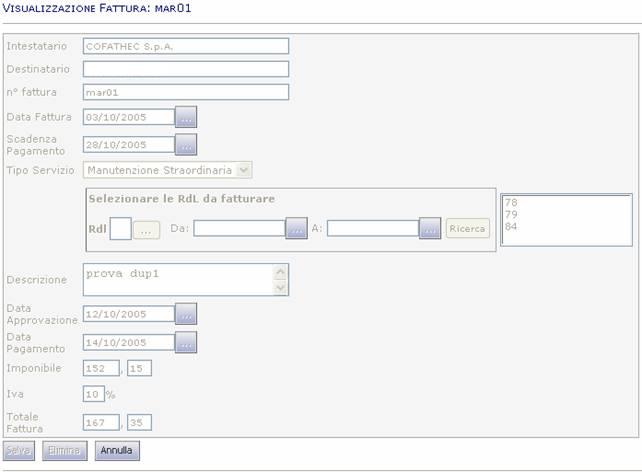 VISUALIZZAZIONE FATTURA: MAR01
Intestatario COFATHEC S.p.A.
Destinatario
n° fattura mar01
Data Fattura 03/10/2005 ...
Scadenza
Pagamento 28/10/2005 ...
Tipo Servizio Manutenzione Straordinaria
Selezionare le RdL da fatturare
Rdl ... Da: ... A: ... Ricerca
78
79
84
Descrizione prova dup1
Data
Approvazione 12/10/2005 ...
Data
Pagamento 14/10/2005 ...
Imponibile 152 , 15
Iva 10 %
Totale
Fattura 167 , 35
Salva Elimina Annulla